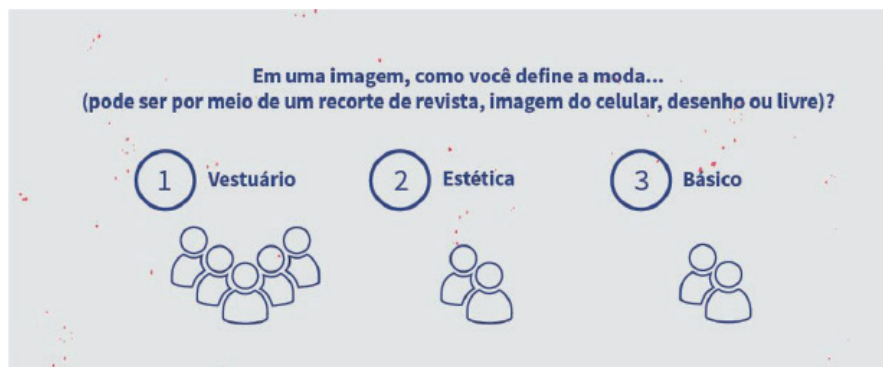 Em uma imagem, como você define a moda...
(pode ser por meio de um recorte de revista, imagem do celular, desenho ou livre)?
1 Vestuário
2 Estética
3 Básico